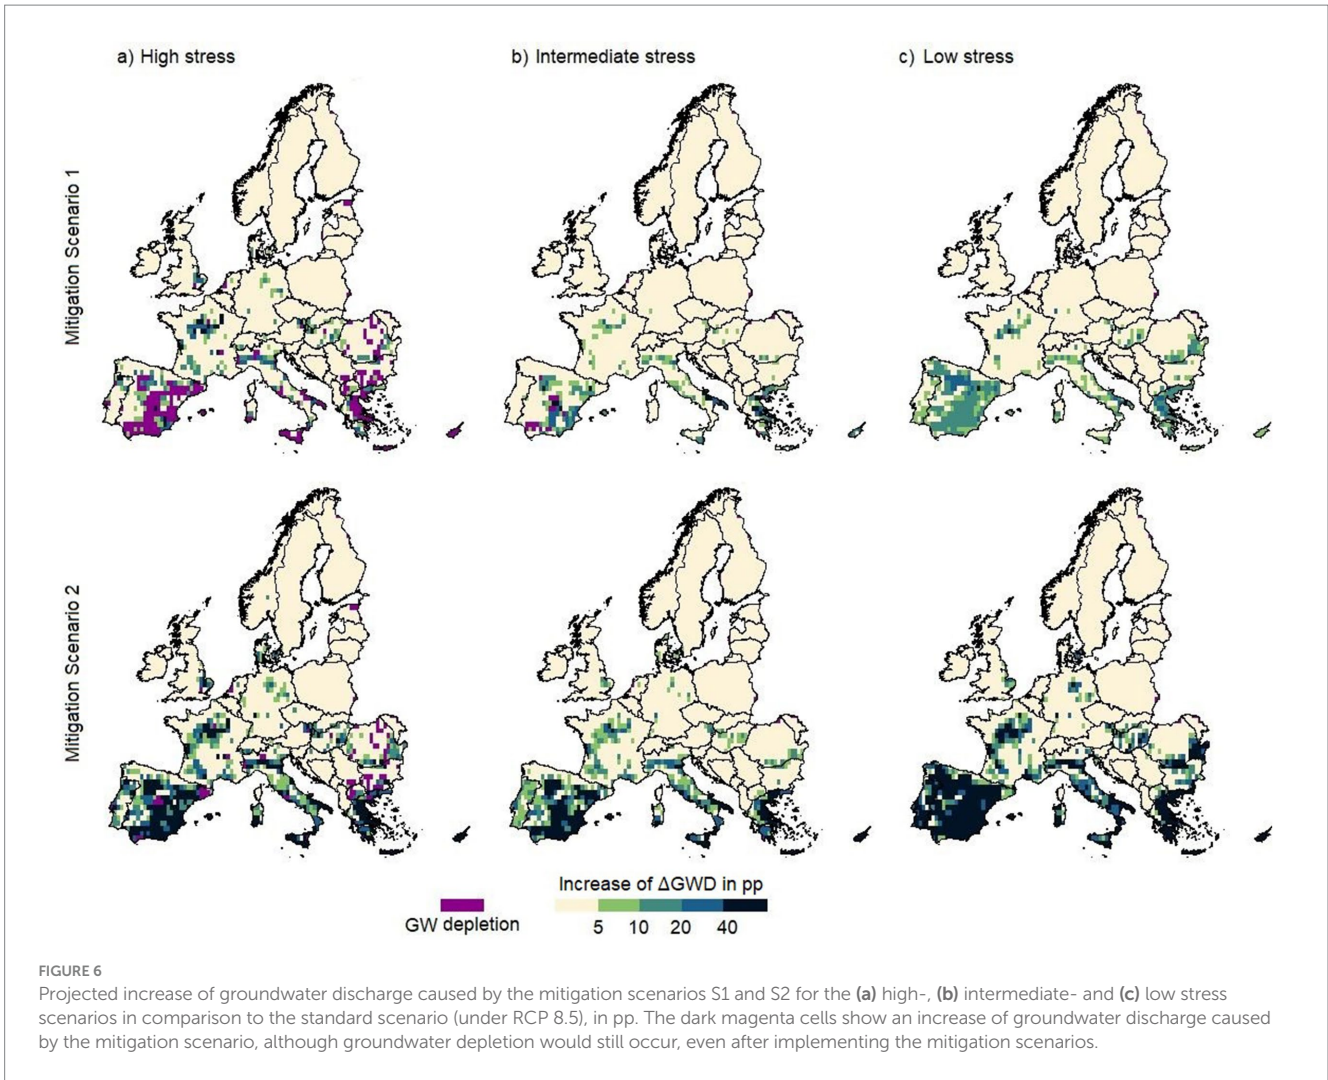 a) High stress
b) Intermediate stress
c) Low stress
Mitigation Scenario 1
Mitigation Scenario 2
Increase of ΔGWD in pp
GW depletion
5 10 20 40
FIGURE 6
Projected increase of groundwater discharge caused by the mitigation scenarios S1 and S2 for the (a) high-, (b) intermediate- and (c) low stress
scenarios in comparison to the standard scenario (under RCP 8.5), in pp. The dark magenta cells show an increase of groundwater discharge caused
by the mitigation scenario, although groundwater depletion would still occur, even after implementing the mitigation scenarios.